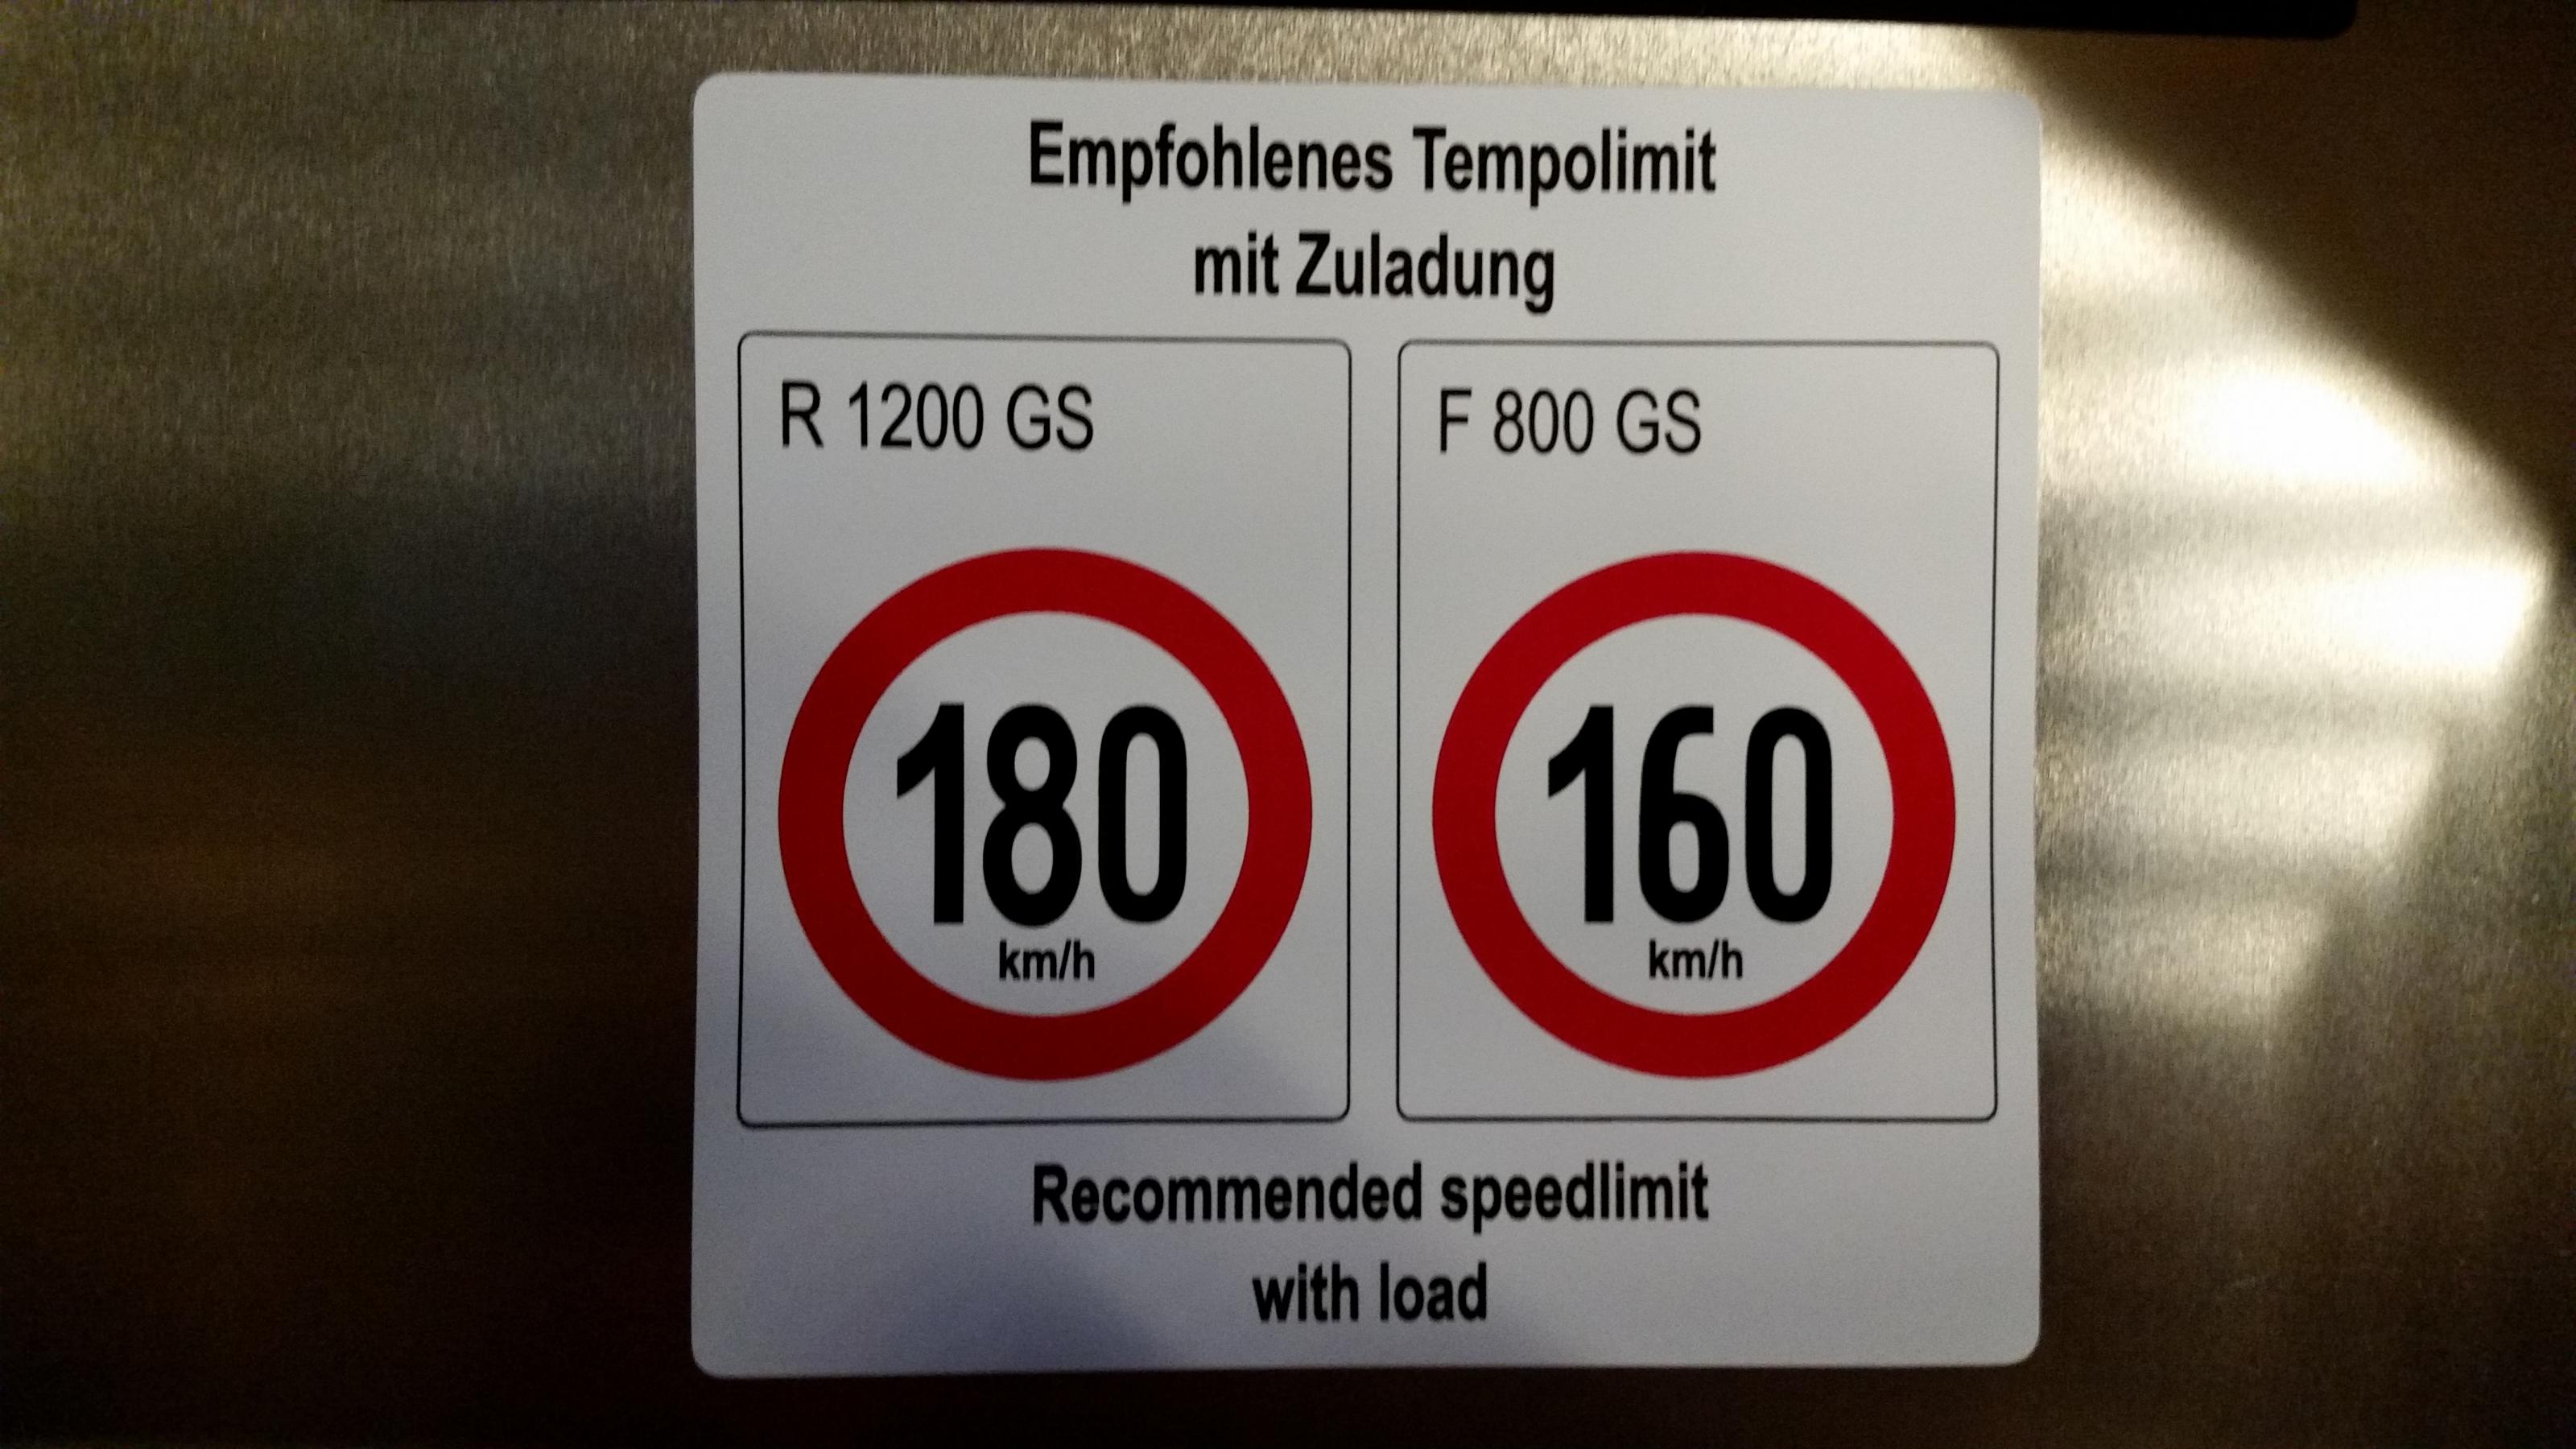 Empfohlenes Tempolimit
mit Zuladung
R 1200 GS
180
km/h
F 800 GS
160
km/h
Recommended speedlimit
with load